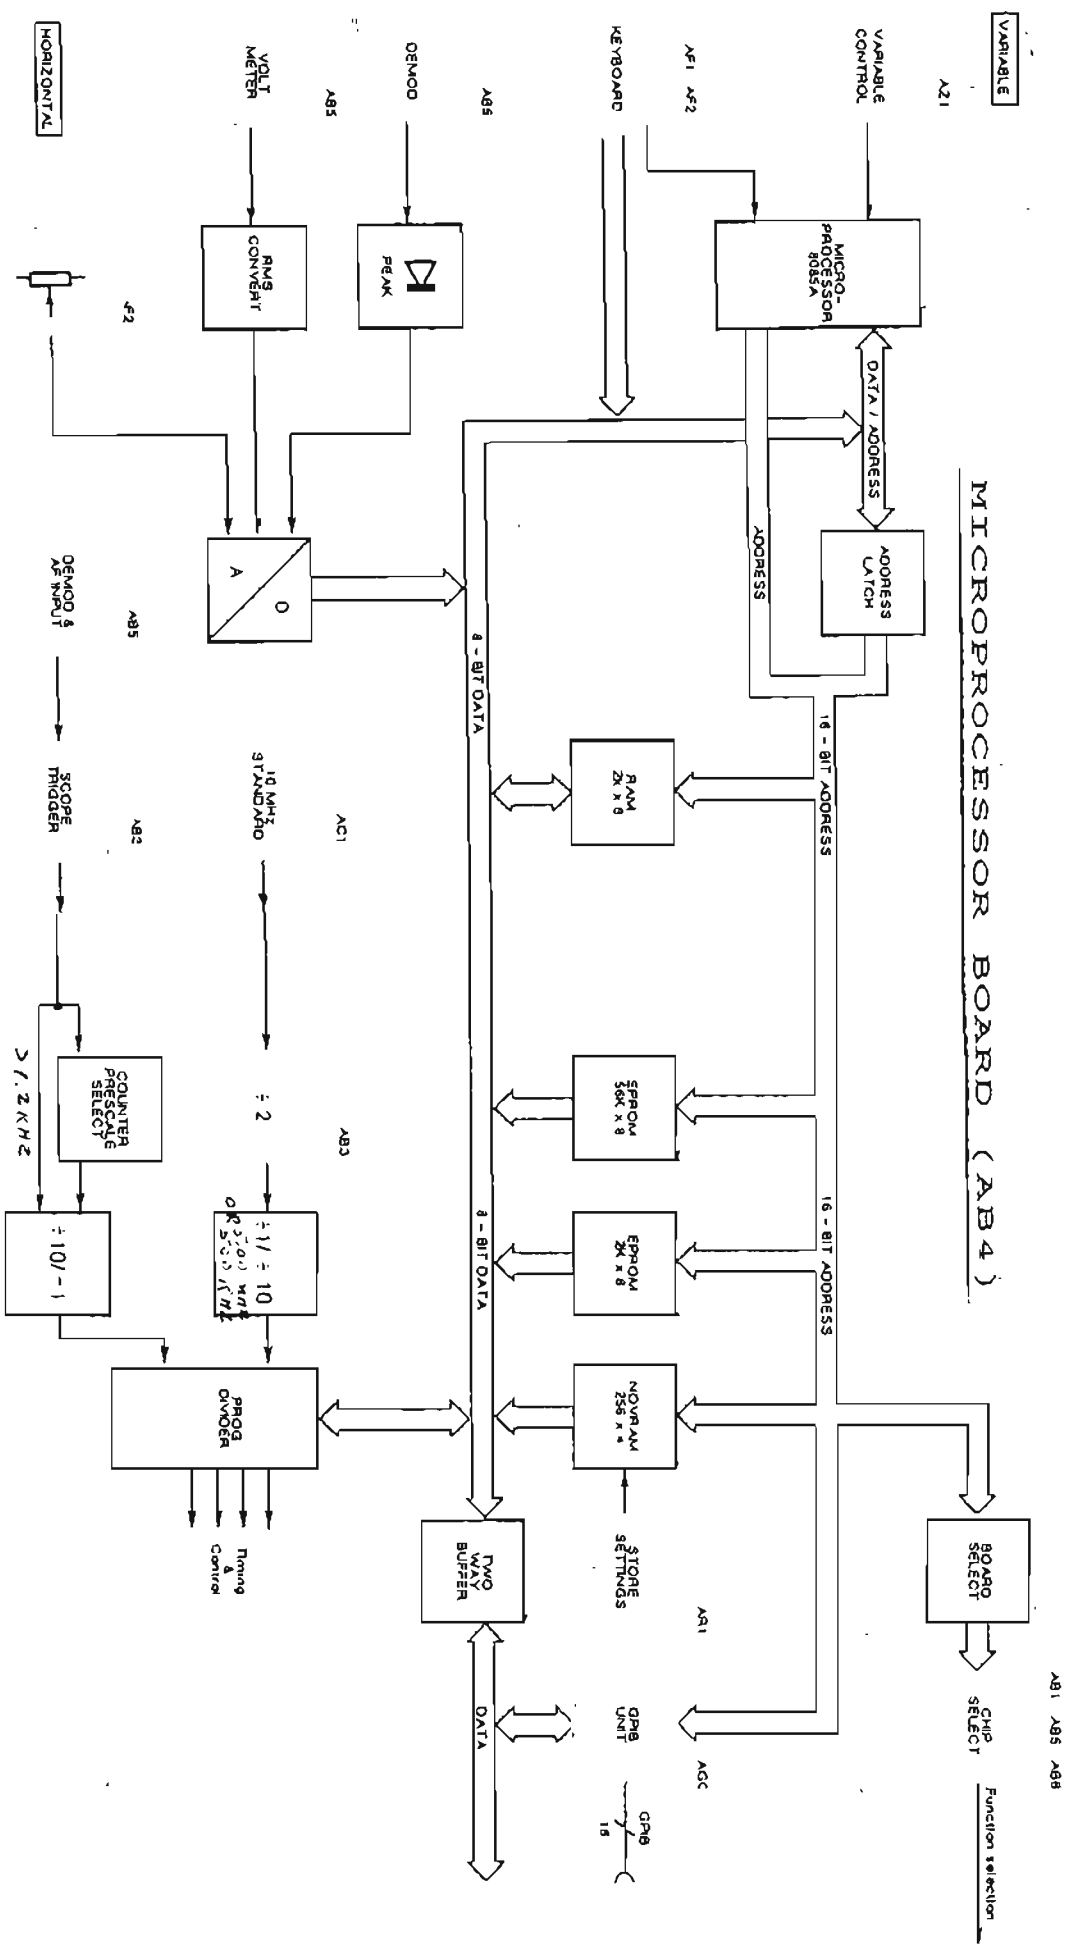 MICROPROCESSOR BOARD (AB4)
VARIABLE
AZ1
VARIABLE
CONTROL
AF1 AF2
KEYBOARD
AB5
DEMOD
AB5
VOLT
METER
HORIZONTAL
MICRO-
PROCESSOR
8085A
DATA / ADDRESS
ADDRESS
LATCH
ADDRESS
16 - BIT ADDRESS
16 - BIT ADDRESS
BOARD
SELECT
CHIP
SELECT
AB1 AB5 AB8
Function selection
RAM
2K x 8
EPROM
56K x 8
EPROM
2K x 8
NOVRAM
256 x 4
STORE
SETTINGS
AR1
GPIB
UNIT
AGC
GPIB
16
PEAK
RMS
CONVERT
AF2
A
D
8 - BIT DATA
8 - BIT DATA
TWO
WAY
BUFFER
DATA
AC1
10 MHz
STANDARD
÷ 2
AB3
÷ 1/ ÷ 10
PROG
DIVIDER
Timing
&
Control
AB5
DEMOD &
AF INPUT
AB2
SCOPE
TRIGGER
COUNTER
PRESCALE
SELECT
>1.2KHZ
÷ 10/ - 1